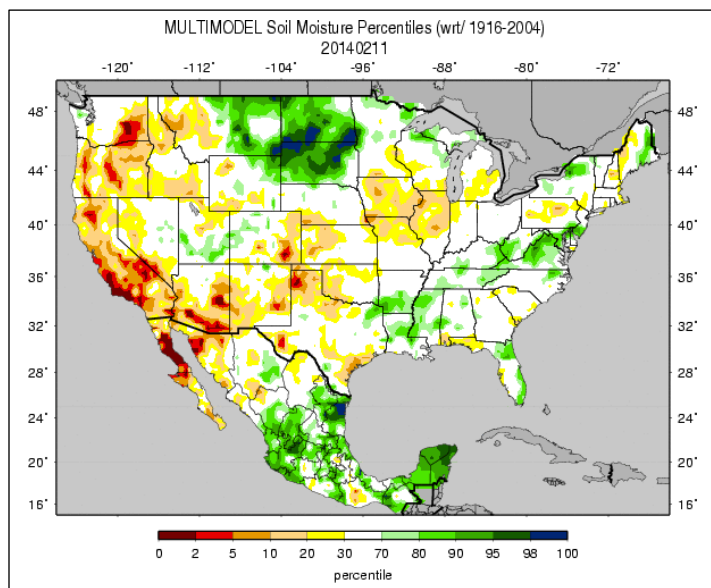 MULTIMODEL Soil Moisture Percentiles (wrt/ 1916-2004)
20140211
-120° -112° -104° -96° -88° -80° -72°
48° 48°
44° 44°
40° 40°
36° 36°
32° 32°
28° 28°
24° 24°
20° 20°
16° 16°
0 2 5 10 20 30 70 80 90 95 98 100
percentile